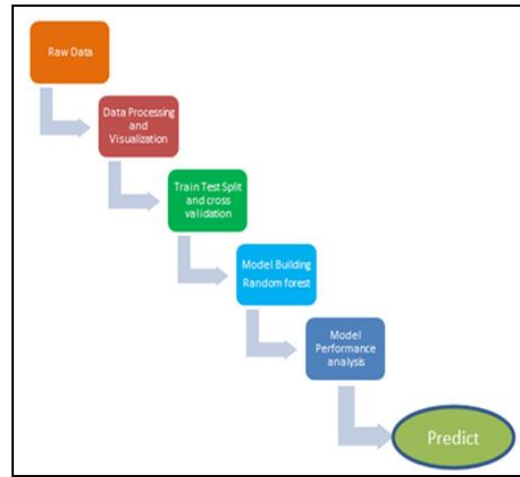 Raw Data
Data Processing
and
Visualization
Train Test Split
and cross
validation
Model Building
Random forest
Model
Performance
analysis
Predict